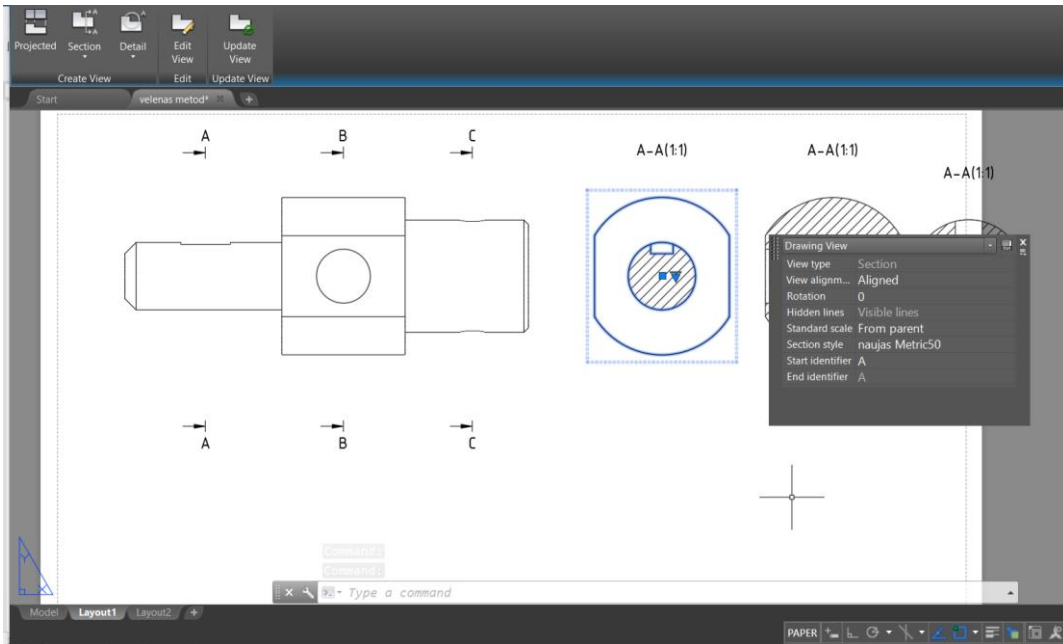 Projected Section Detail Edit View Update View
Create View Edit Update View
Start velenas metod*
A B C A-A(1:1) A-A(1:1)
A-A(1:1)
Drawing View
View type Section
View alignm... Aligned
Rotation 0
Hidden lines Visible lines
Standard scale From parent
Section style naujas Metric50
Start identifier A
End identifier A
A B C
Command:
Command:
Type a command
Model Layout1 Layout2
PAPER